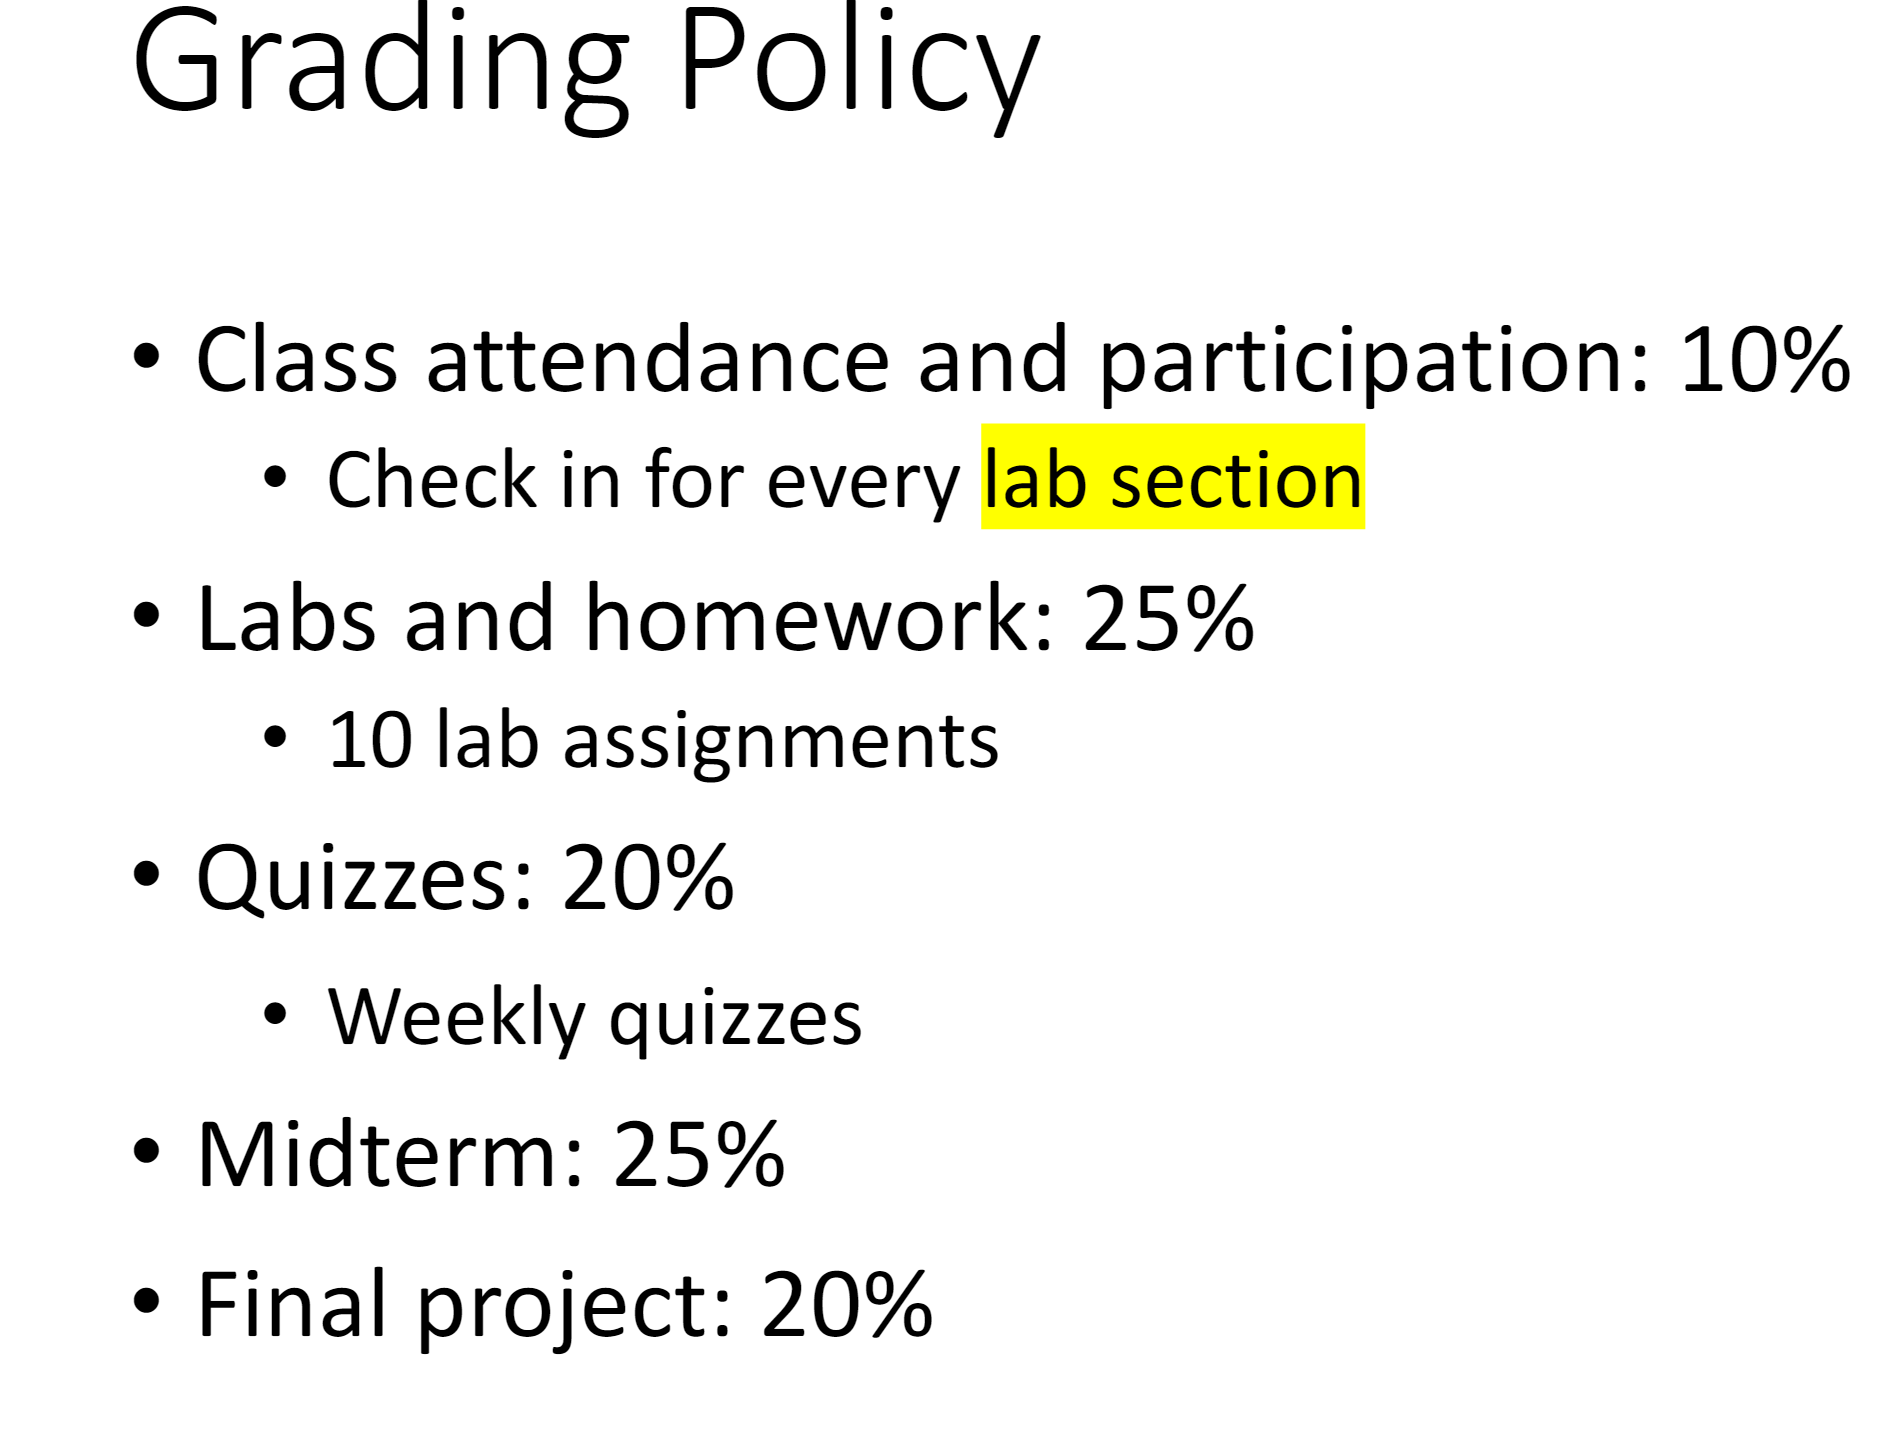 Grading Policy
• Class attendance and participation: 10%
• Check in for every lab section
• Labs and homework: 25%
• 10 lab assignments
• Quizzes: 20%
• Weekly quizzes
• Midterm: 25%
• Final project: 20%